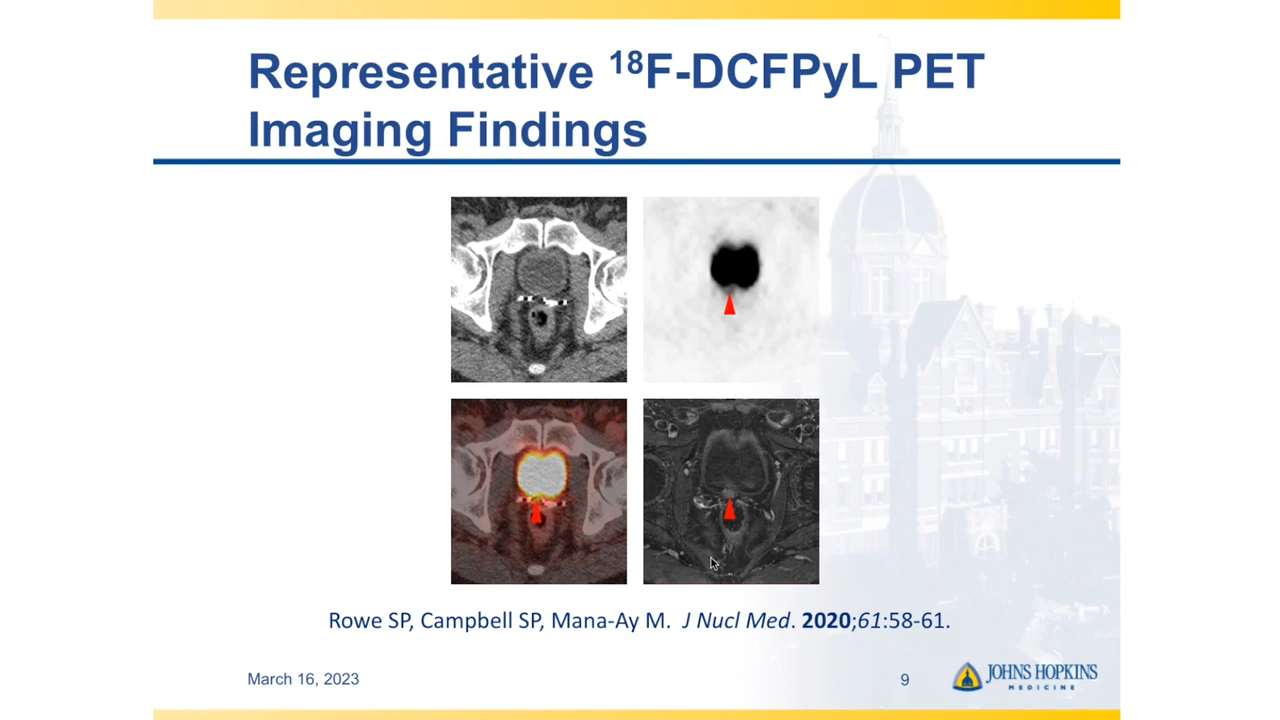 Representative ¹⁸F-DCFPyL PET
Imaging Findings
Rowe SP, Campbell SP, Mana-Ay M. J Nucl Med. 2020;61:58-61.
March 16, 2023
9
JOHNS HOPKINS
MEDICINE